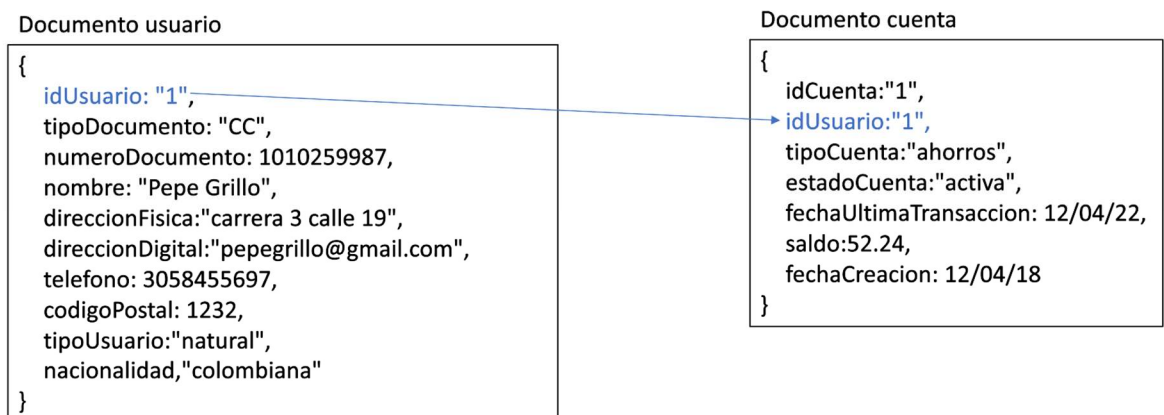 Documento usuario
{
idUsuario: "1",
tipoDocumento: "CC",
numeroDocumento: 1010259987,
nombre: "Pepe Grillo",
direccionFisica:"carrera 3 calle 19",
direccionDigital:"pepegrillo@gmail.com",
telefono: 3058455697,
codigoPostal: 1232,
tipoUsuario:"natural",
nacionalidad,"colombiana"
}
Documento cuenta
{
idCuenta:"1",
idUsuario:"1",
tipoCuenta:"ahorros",
estadoCuenta:"activa",
fechaUltimaTransaccion: 12/04/22,
saldo:52.24,
fechaCreacion: 12/04/18
}